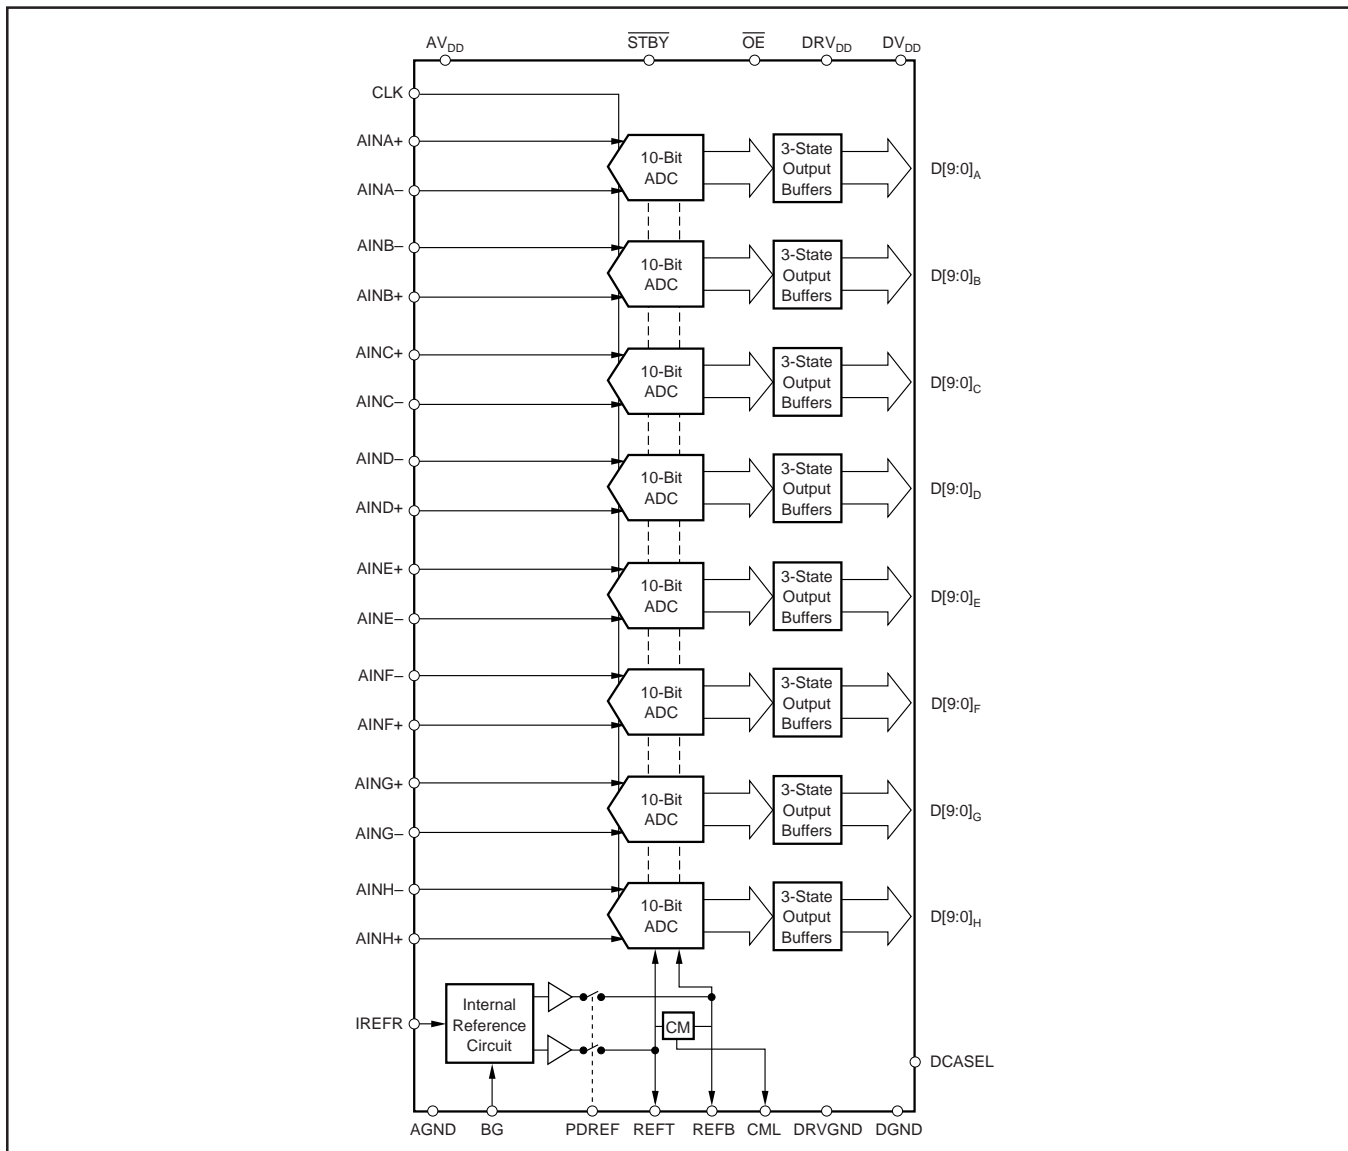 AVDD STBY OE DRVDD DVDD
CLK
AINA+
10-Bit
ADC
3-State
Output
Buffers
D[9:0]A
AINA–
AINB–
10-Bit
ADC
3-State
Output
Buffers
D[9:0]B
AINB+
AINC+
10-Bit
ADC
3-State
Output
Buffers
D[9:0]C
AINC–
AIND–
10-Bit
ADC
3-State
Output
Buffers
D[9:0]D
AIND+
AINE+
10-Bit
ADC
3-State
Output
Buffers
D[9:0]E
AINE–
AINF–
10-Bit
ADC
3-State
Output
Buffers
D[9:0]F
AINF+
AING+
10-Bit
ADC
3-State
Output
Buffers
D[9:0]G
AING–
AINH–
10-Bit
ADC
3-State
Output
Buffers
D[9:0]H
AINH+
IREFR
Internal
Reference
Circuit
CM
DCASEL
AGND BG PDREF REFT REFB CML DRVGND DGND